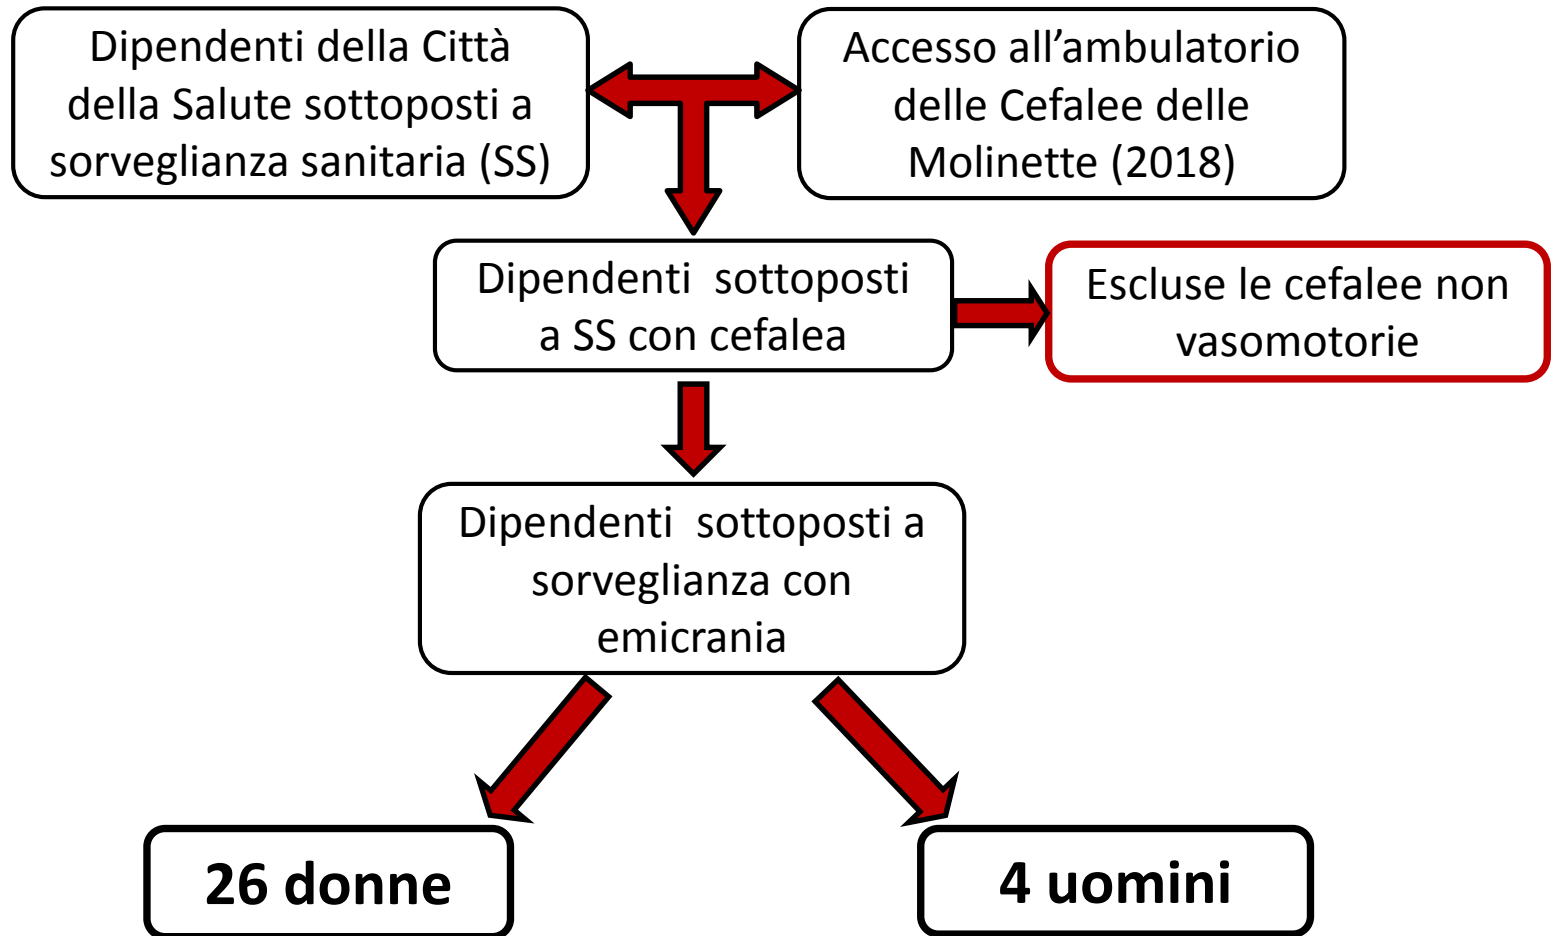 Dipendenti della Città
della Salute sottoposti a
sorveglianza sanitaria (SS)
Accesso all’ambulatorio
delle Cefalee delle
Molinette (2018)
Dipendenti  sottoposti
a SS con cefalea
Escluse le cefalee non
vasomotorie
Dipendenti  sottoposti a
sorveglianza con
emicrania
26 donne
4 uomini